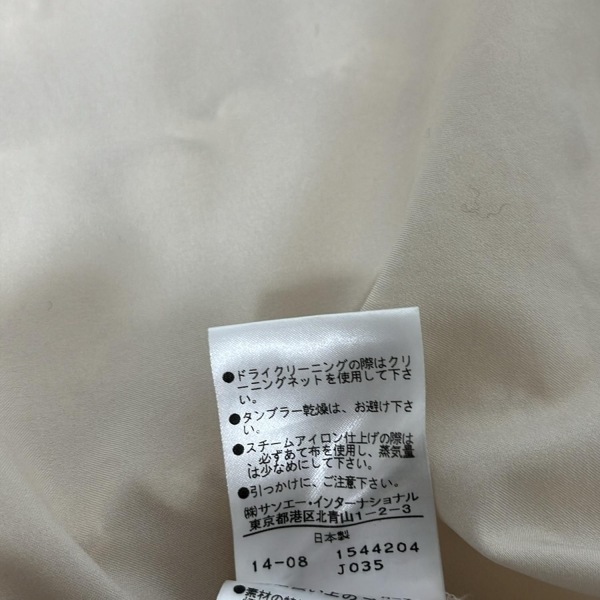 ●ドライクリーニングの際はクリ
ーニングネットを使用して下さ
い。
●タンブラー乾燥は、お避け下さ
い。
●スチームアイロン仕上げの際は
、必ずあて布を使用し、蒸気量
は少なめにして下さい。
●引っかけに、ご注意下さい。
㈱サンエー・インターナショナル
東京都港区北青山1-2-3
日本製
14-08 1544204
J035